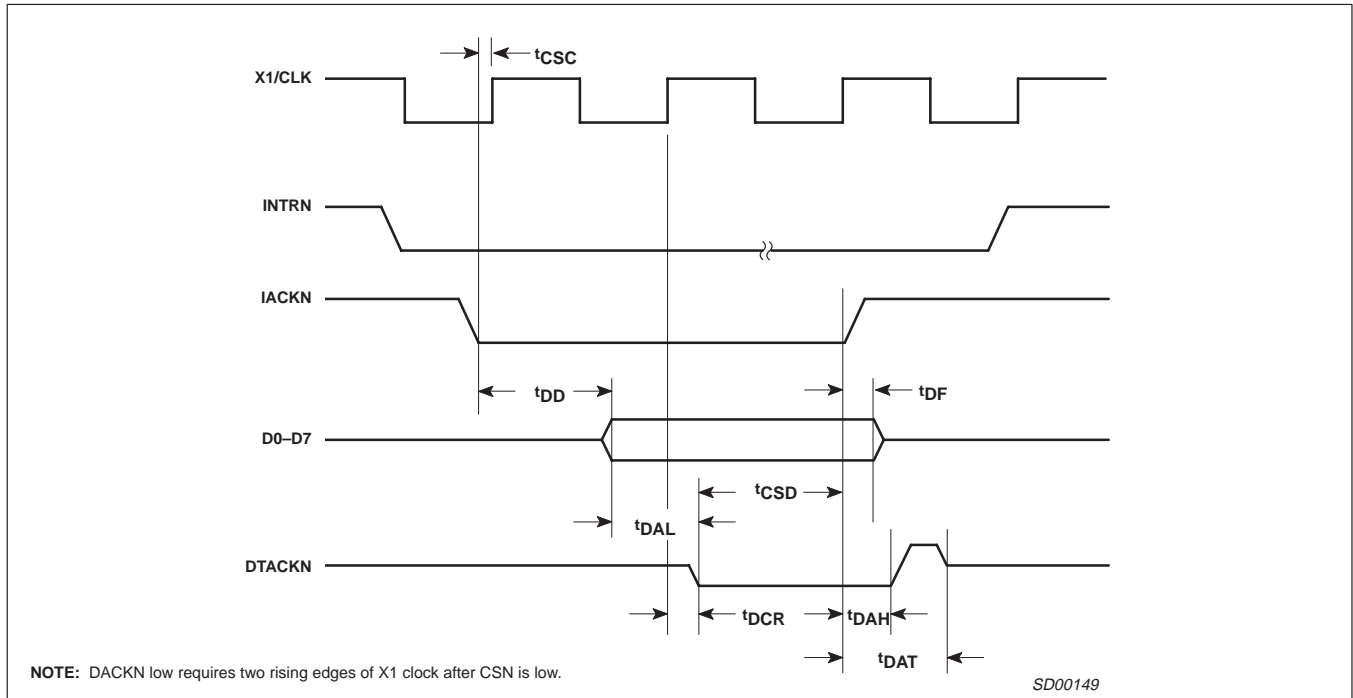 tCSC
X1/CLK
INTRN
IACKN
tDD
tDF
D0–D7
tCSD
tDAL
DTACKN
tDCR
tDAH
tDAT
NOTE: DACKN low requires two rising edges of X1 clock after CSN is low.
SD00149